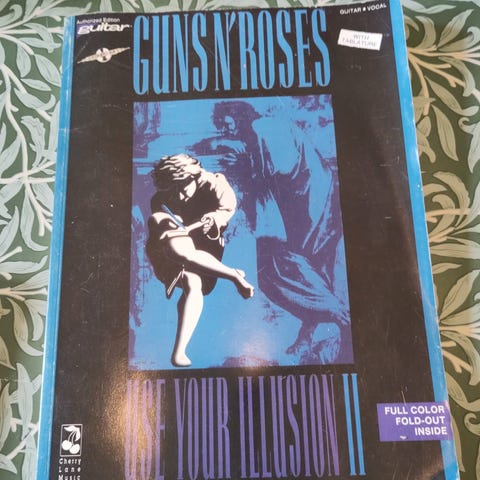 Authorized Edition
guitar
GUITAR • VOCAL
WITH
TABLATURE
GUNS N' ROSES
USE YOUR ILLUSION II
FULL COLOR
FOLD-OUT
INSIDE
Cherry
Lane
Music